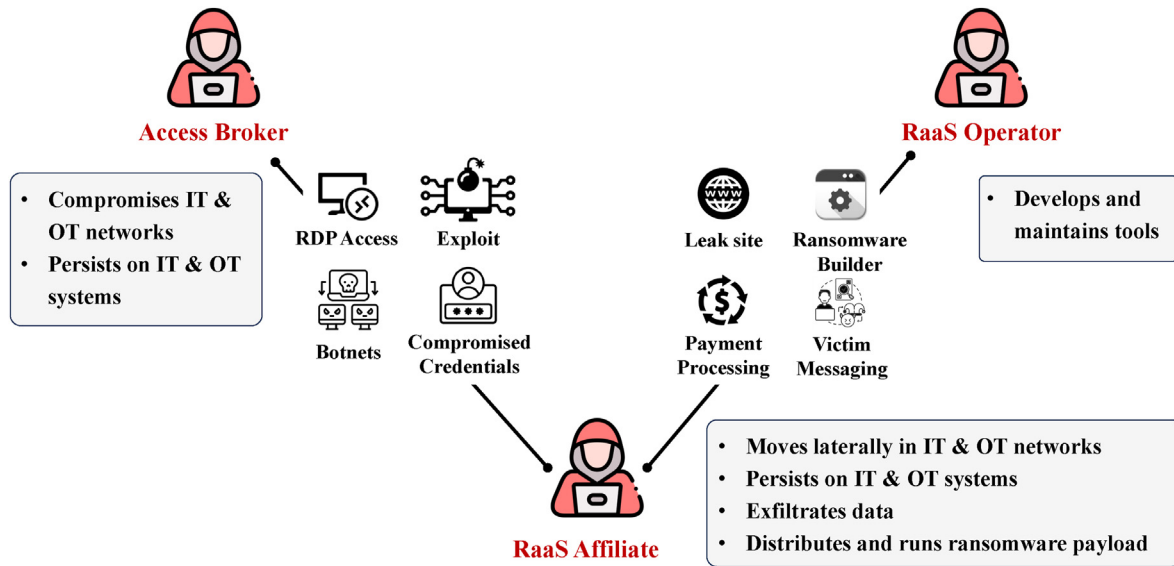 Access Broker
• Compromises IT &
OT networks
• Persists on IT & OT
systems
RDP Access
Exploit
Botnets
Compromised
Credentials
RaaS Operator
• Develops and
maintains tools
WWW
Leak site
Ransomware
Builder
$
Payment
Processing
Victim
Messaging
***
RaaS Affiliate
• Moves laterally in IT & OT networks
• Persists on IT & OT systems
• Exfiltrates data
• Distributes and runs ransomware payload